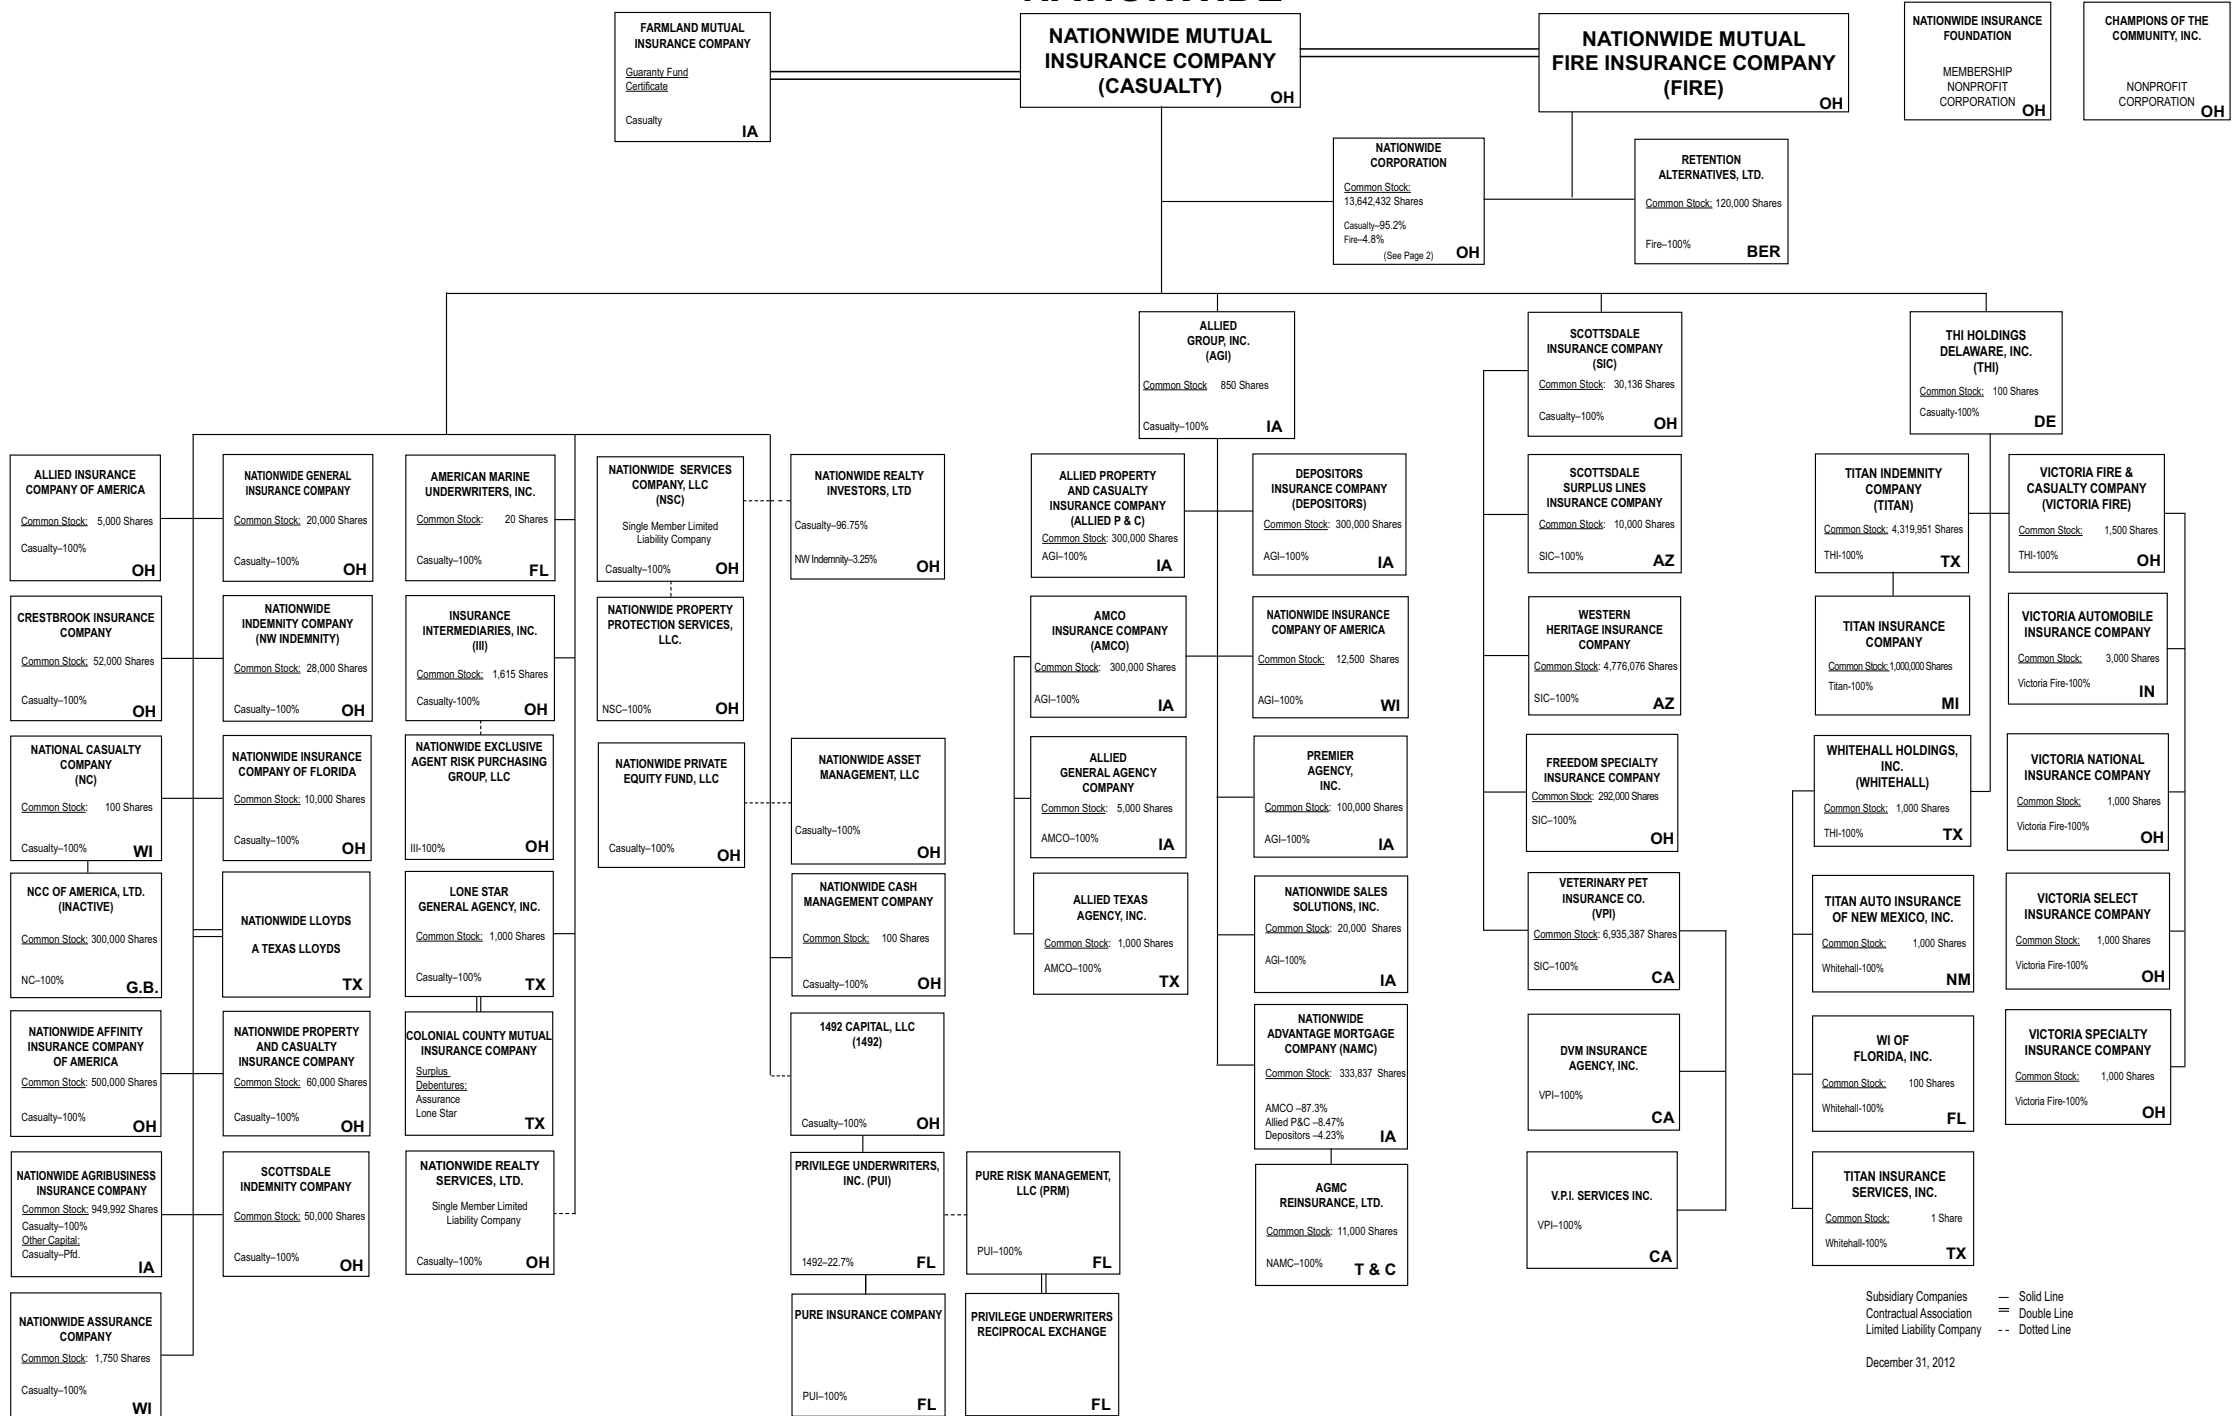 NATIONWIDE
FARMLAND MUTUAL
INSURANCE COMPANY
Guaranty Fund
Certificate
Casualty
IA
NATIONWIDE MUTUAL
INSURANCE COMPANY
(CASUALTY)
OH
NATIONWIDE MUTUAL
FIRE INSURANCE COMPANY
(FIRE)
OH
NATIONWIDE INSURANCE
FOUNDATION
MEMBERSHIP
NONPROFIT
CORPORATION
OH
CHAMPIONS OF THE
COMMUNITY, INC.
NONPROFIT
CORPORATION
OH
NATIONWIDE
CORPORATION
Common Stock:
13,642,432 Shares
Casualty–95.2%
Fire–4.8%
(See Page 2)
OH
RETENTION
ALTERNATIVES, LTD.
Common Stock: 120,000 Shares
Fire–100%
BER
ALLIED
GROUP, INC.
(AGI)
Common Stock 850 Shares
Casualty–100%
IA
SCOTTSDALE
INSURANCE COMPANY
(SIC)
Common Stock: 30,136 Shares
Casualty–100%
OH
THI HOLDINGS
DELAWARE, INC.
(THI)
Common Stock: 100 Shares
Casualty-100%
DE
ALLIED INSURANCE
COMPANY OF AMERICA
Common Stock: 5,000 Shares
Casualty–100%
OH
NATIONWIDE GENERAL
INSURANCE COMPANY
Common Stock: 20,000 Shares
Casualty–100%
OH
AMERICAN MARINE
UNDERWRITERS, INC.
Common Stock: 20 Shares
Casualty–100%
FL
NATIONWIDE SERVICES
COMPANY, LLC
(NSC)
Single Member Limited
Liability Company
Casualty–100%
OH
NATIONWIDE REALTY
INVESTORS, LTD
Casualty–96.75%
NW Indemnity–3.25%
OH
ALLIED PROPERTY
AND CASUALTY
INSURANCE COMPANY
(ALLIED P & C)
Common Stock: 300,000 Shares
AGI–100%
IA
DEPOSITORS
INSURANCE COMPANY
(DEPOSITORS)
Common Stock: 300,000 Shares
AGI–100%
IA
SCOTTSDALE
SURPLUS LINES
INSURANCE COMPANY
Common Stock: 10,000 Shares
SIC–100%
AZ
TITAN INDEMNITY
COMPANY
(TITAN)
Common Stock: 4,319,951 Shares
THI-100%
TX
VICTORIA FIRE &
CASUALTY COMPANY
(VICTORIA FIRE)
Common Stock: 1,500 Shares
THI-100%
OH
CRESTBROOK INSURANCE
COMPANY
Common Stock: 52,000 Shares
Casualty–100%
OH
NATIONWIDE
INDEMNITY COMPANY
(NW INDEMNITY)
Common Stock: 28,000 Shares
Casualty–100%
OH
INSURANCE
INTERMEDIARIES, INC.
(III)
Common Stock: 1,615 Shares
Casualty-100%
OH
NATIONWIDE PROPERTY
PROTECTION SERVICES,
LLC.
NSC–100%
OH
AMCO
INSURANCE COMPANY
(AMCO)
Common Stock: 300,000 Shares
AGI–100%
IA
NATIONWIDE INSURANCE
COMPANY OF AMERICA
Common Stock: 12,500 Shares
AGI–100%
WI
WESTERN
HERITAGE INSURANCE
COMPANY
Common Stock: 4,776,076 Shares
SIC–100%
AZ
TITAN INSURANCE
COMPANY
Common Stock: 1,000,000 Shares
Titan-100%
MI
VICTORIA AUTOMOBILE
INSURANCE COMPANY
Common Stock: 3,000 Shares
Victoria Fire-100%
IN
NATIONAL CASUALTY
COMPANY
(NC)
Common Stock: 100 Shares
Casualty–100%
WI
NATIONWIDE INSURANCE
COMPANY OF FLORIDA
Common Stock: 10,000 Shares
Casualty–100%
OH
NATIONWIDE EXCLUSIVE
AGENT RISK PURCHASING
GROUP, LLC
III-100%
OH
NATIONWIDE PRIVATE
EQUITY FUND, LLC
Casualty–100%
OH
NATIONWIDE ASSET
MANAGEMENT, LLC
Casualty–100%
OH
ALLIED
GENERAL AGENCY
COMPANY
Common Stock: 5,000 Shares
AMCO–100%
IA
PREMIER
AGENCY,
INC.
Common Stock: 100,000 Shares
AGI–100%
IA
FREEDOM SPECIALTY
INSURANCE COMPANY
Common Stock: 292,000 Shares
SIC–100%
OH
WHITEHALL HOLDINGS,
INC.
(WHITEHALL)
Common Stock: 1,000 Shares
THI-100%
TX
VICTORIA NATIONAL
INSURANCE COMPANY
Common Stock: 1,000 Shares
Victoria Fire-100%
OH
NCC OF AMERICA, LTD.
(INACTIVE)
Common Stock: 300,000 Shares
NC–100%
G.B.
NATIONWIDE LLOYDS
A TEXAS LLOYDS
TX
LONE STAR
GENERAL AGENCY, INC.
Common Stock: 1,000 Shares
Casualty–100%
TX
NATIONWIDE CASH
MANAGEMENT COMPANY
Common Stock: 100 Shares
Casualty–100%
OH
ALLIED TEXAS
AGENCY, INC.
Common Stock: 1,000 Shares
AMCO–100%
TX
NATIONWIDE SALES
SOLUTIONS, INC.
Common Stock: 20,000 Shares
AGI–100%
IA
VETERINARY PET
INSURANCE CO.
(VPI)
Common Stock: 6,935,387 Shares
SIC–100%
CA
TITAN AUTO INSURANCE
OF NEW MEXICO, INC.
Common Stock: 1,000 Shares
Whitehall-100%
NM
VICTORIA SELECT
INSURANCE COMPANY
Common Stock: 1,000 Shares
Victoria Fire-100%
OH
NATIONWIDE AFFINITY
INSURANCE COMPANY
OF AMERICA
Common Stock: 500,000 Shares
Casualty–100%
OH
NATIONWIDE PROPERTY
AND CASUALTY
INSURANCE COMPANY
Common Stock: 60,000 Shares
Casualty–100%
OH
COLONIAL COUNTY MUTUAL
INSURANCE COMPANY
Surplus
Debentures:
Assurance
Lone Star
TX
1492 CAPITAL, LLC
(1492)
Casualty–100%
OH
NATIONWIDE
ADVANTAGE MORTGAGE
COMPANY (NAMC)
Common Stock: 333,837 Shares
AMCO –87.3%
Allied P&C –8.47%
Depositors –4.23%
IA
DVM INSURANCE
AGENCY, INC.
VPI–100%
CA
WI OF
FLORIDA, INC.
Common Stock: 100 Shares
Whitehall-100%
FL
VICTORIA SPECIALTY
INSURANCE COMPANY
Common Stock: 1,000 Shares
Victoria Fire-100%
OH
NATIONWIDE AGRIBUSINESS
INSURANCE COMPANY
Common Stock: 949,992 Shares
Casualty–100%
Other Capital:
Casualty–Pfd.
IA
SCOTTSDALE
INDEMNITY COMPANY
Common Stock: 50,000 Shares
Casualty–100%
OH
NATIONWIDE REALTY
SERVICES, LTD.
Single Member Limited
Liability Company
Casualty–100%
OH
PRIVILEGE UNDERWRITERS,
INC. (PUI)
1492–22.7%
FL
PURE RISK MANAGEMENT,
LLC (PRM)
PUI–100%
FL
AGMC
REINSURANCE, LTD.
Common Stock: 11,000 Shares
NAMC–100%
T & C
V.P.I. SERVICES INC.
VPI–100%
CA
TITAN INSURANCE
SERVICES, INC.
Common Stock: 1 Share
Whitehall-100%
TX
NATIONWIDE ASSURANCE
COMPANY
Common Stock: 1,750 Shares
Casualty–100%
WI
PURE INSURANCE COMPANY
PUI–100%
FL
PRIVILEGE UNDERWRITERS
RECIPROCAL EXCHANGE
FL
Subsidiary Companies — Solid Line
Contractual Association = Double Line
Limited Liability Company -- Dotted Line
December 31, 2012